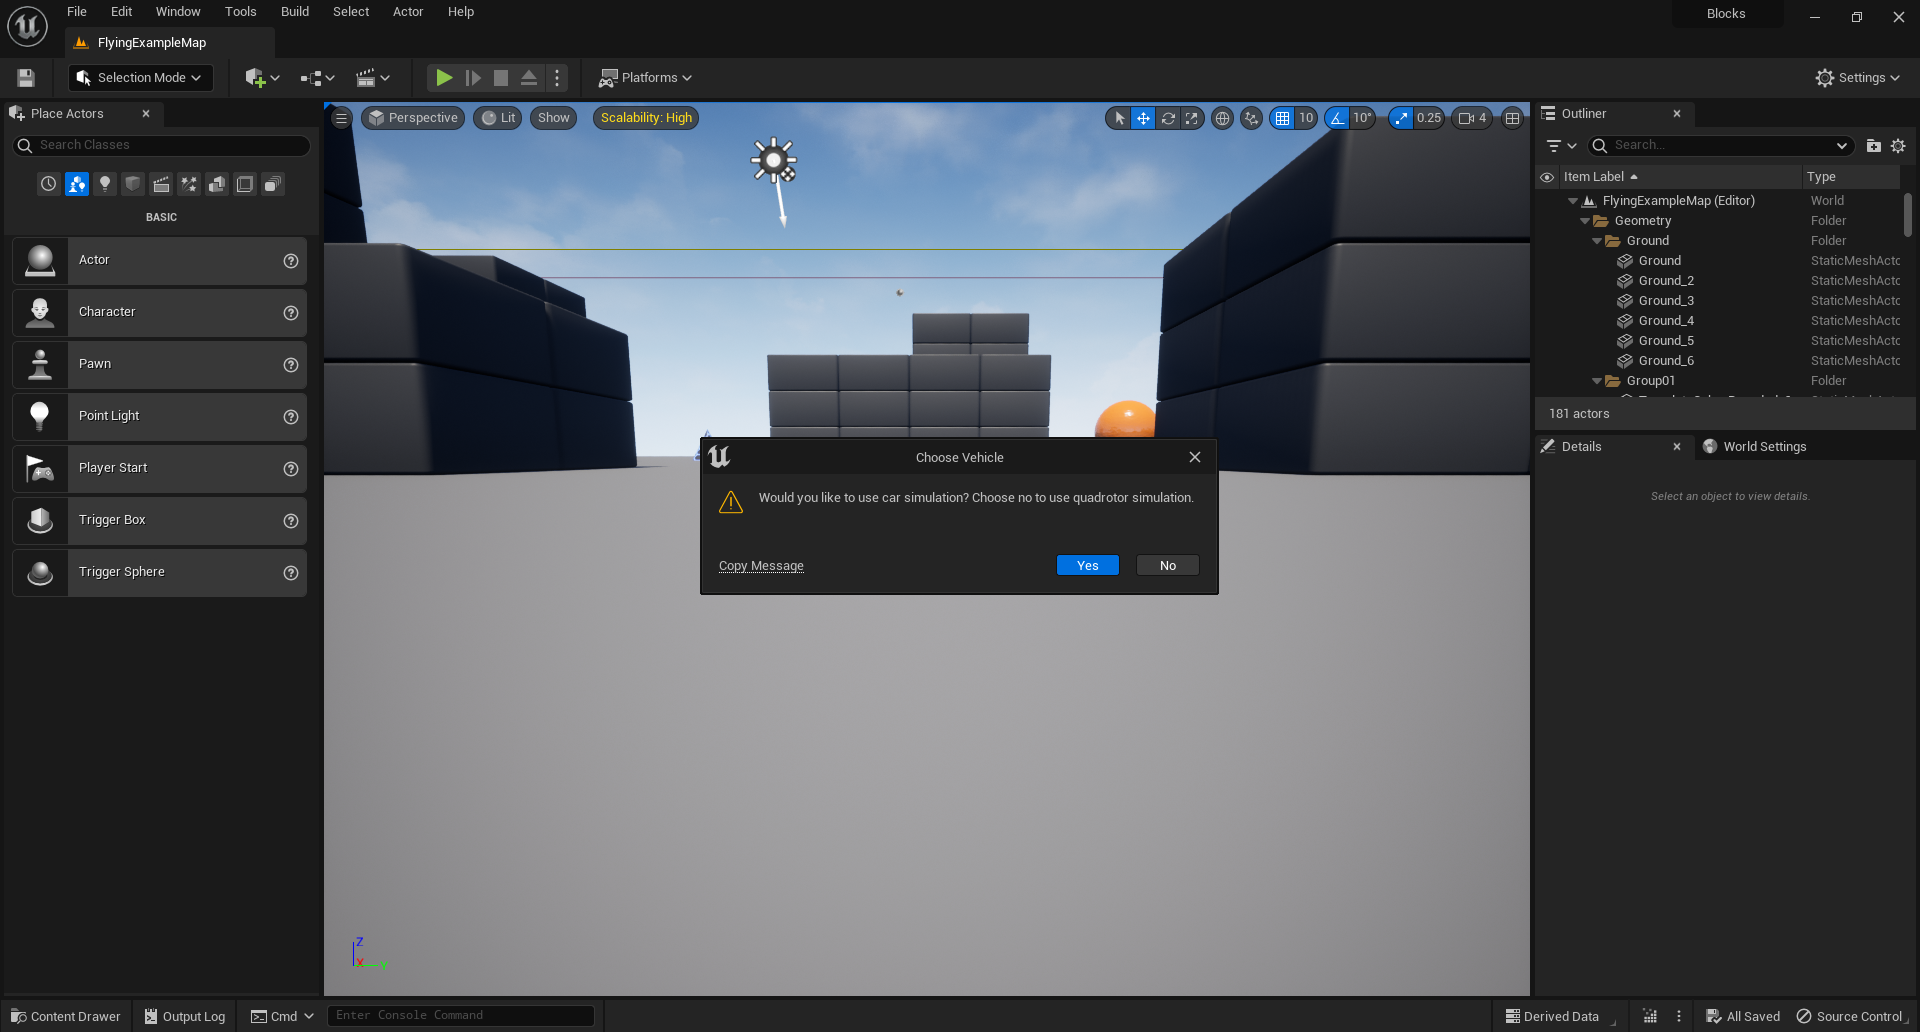 File Edit Window Tools Build Select Actor Help
Blocks
FlyingExampleMap
Selection Mode
Platforms
Settings
Place Actors
Search Classes
BASIC
Actor
Character
Pawn
Point Light
Player Start
Trigger Box
Trigger Sphere
Perspective Lit Show Scalability: High
10 10° 0.25 4
Choose Vehicle
Would you like to use car simulation? Choose no to use quadrotor simulation.
Copy Message Yes No
Z
X Y
Outliner
Search...
Item Label Type
FlyingExampleMap (Editor) World
Geometry Folder
Ground Folder
Ground StaticMeshActo
Ground_2 StaticMeshActo
Ground_3 StaticMeshActo
Ground_4 StaticMeshActo
Ground_5 StaticMeshActo
Ground_6 StaticMeshActo
Group01 Folder
181 actors
Details World Settings
Select an object to view details.
Content Drawer Output Log Cmd Enter Console Command
Derived Data All Saved Source Control